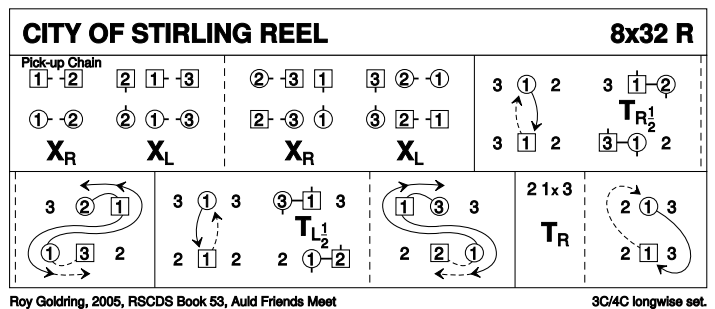 CITY OF STIRLING REEL 8x32 R
Pick-up Chain
1 - - 2 2 1 - - 3 2 - - 3 1 3 2 - - 1 3 1 2 3 1 2
1 - - 2 2 1 - - 3 2 - - 3 1 3 2 - - 1 3 1 2 3 1 2
XR XL XR XL TR½
3 2 1 3 1 3 3 1 3 1 3 3 2 1x 3 2 1 3
1 3 2 2 1 2 2 1 2 2 2 1 2 1 3
TL½ TR
Roy Goldring, 2005, RSCDS Book 53, Auld Friends Meet 3C/4C longwise set.